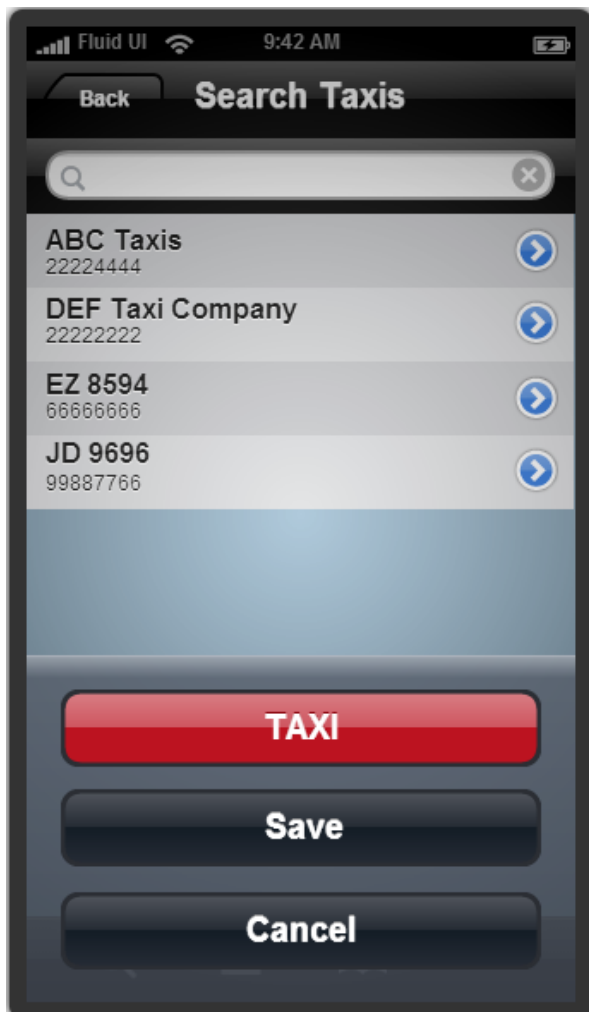 Fluid UI 9:42 AM
Back Search Taxis
ABC Taxis
22224444
DEF Taxi Company
22222222
EZ 8594
66666666
JD 9696
99887766
TAXI
Save
Cancel